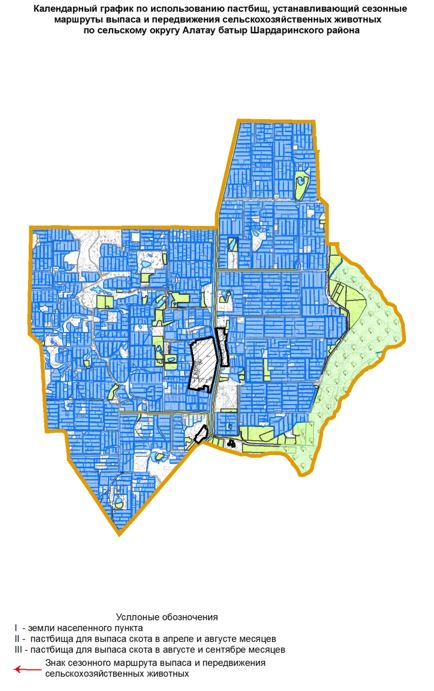 Календарный график по использованию пастбищ, устанавливающий сезонные
маршруты выпаса и передвижения сельскохозяйственных животных
по сельскому округу Алатау батыр Шардаринского района
Усллоные обозночения
I - земли населенного пункта
II - пастбища для выпаса скота в апреле и августе месяцев
III - пастбища для выпаса скота в августе и сентябре месяцев
Знак сезонного маршрута выпаса и передвижения
сельскохозяйственных животных